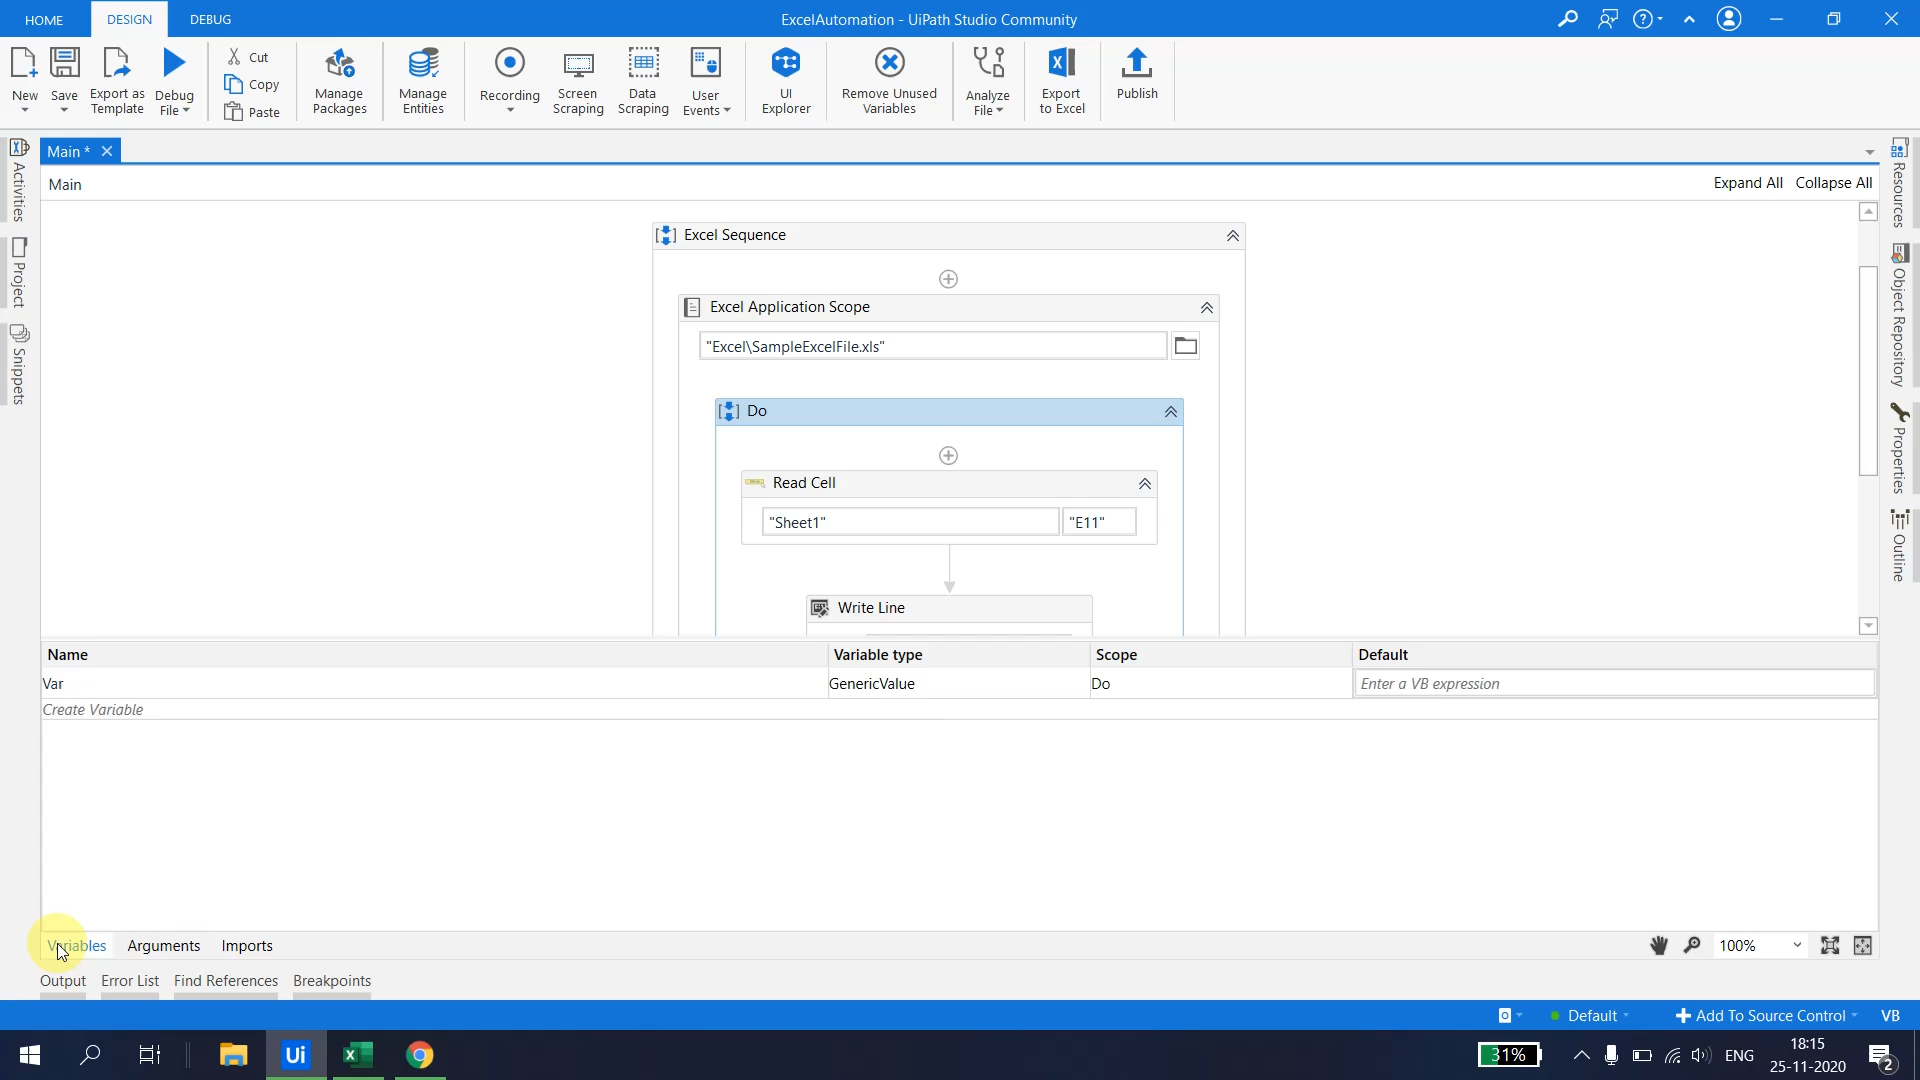 HOME
DESIGN
DEBUG
ExcelAutomation - UiPath Studio Community
New
Save
Export as
Template
Debug
File
Cut
Copy
Paste
Manage
Packages
Manage
Entities
Recording
Screen
Scraping
Data
Scraping
User
Events
UI
Explorer
Remove Unused
Variables
Analyze
File
Export
to Excel
Publish
Main *
Main
Expand All
Collapse All
Activities
Project
Snippets
Resources
Object Repository
Properties
Outline
Excel Sequence
Excel Application Scope
"Excel\SampleExcelFile.xls"
Do
Read Cell
"Sheet1"
"E11"
Write Line
Name
Variable type
Scope
Default
Var
GenericValue
Do
Enter a VB expression
Create Variable
Variables
Arguments
Imports
100%
Output
Error List
Find References
Breakpoints
Default
Add To Source Control
VB
Ui
31%
ENG
18:15
25-11-2020
2